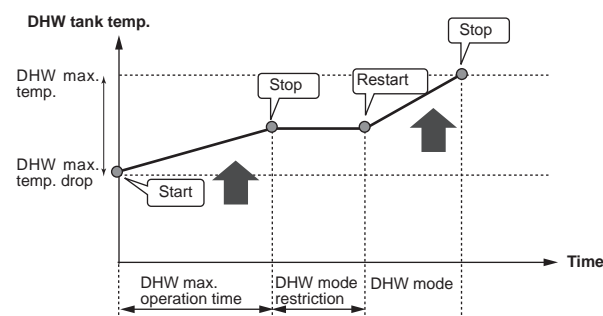 DHW tank temp.
Stop
DHW max.
temp.
Stop
Restart
DHW max.
temp. drop
Start
Time
DHW max.
operation time
DHW mode
restriction
DHW mode